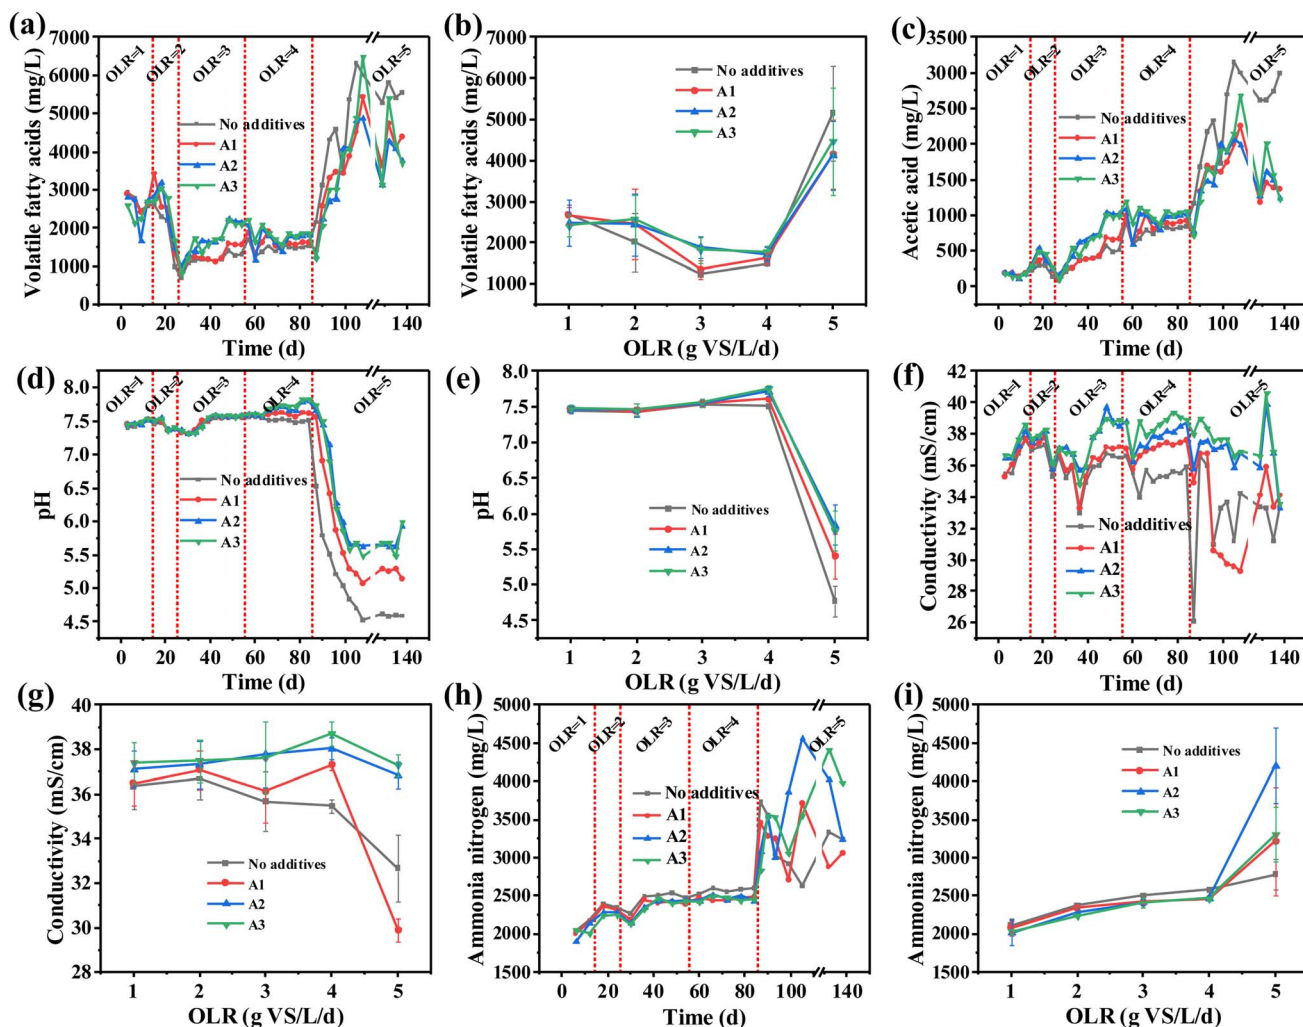 (a)
7000
6000
5000
4000
3000
2000
1000
0
Volatile fatty acids (mg/L)
OLR=1
OLR=2
OLR=3
OLR=4
OLR=5
No additives
A1
A2
A3
0 20 40 60 80 100 140
Time (d)
(b)
7000
6000
5000
4000
3000
2000
1000
Volatile fatty acids (mg/L)
No additives
A1
A2
A3
1 2 3 4 5
OLR (g VS/L/d)
(c)
3500
3000
2500
2000
1500
1000
500
0
Acetic acid (mg/L)
OLR=1
OLR=2
OLR=3
OLR=4
OLR=5
No additives
A1
A2
A3
0 20 40 60 80 100 140
Time (d)
(d)
8.0
7.5
7.0
6.5
6.0
5.5
5.0
4.5
pH
OLR=1
OLR=2
OLR=3
OLR=4
OLR=5
No additives
A1
A2
A3
0 20 40 60 80 100 140
Time (d)
(e)
8.0
7.5
7.0
6.5
6.0
5.5
5.0
4.5
pH
No additives
A1
A2
A3
1 2 3 4 5
OLR (g VS/L/d)
(f)
42
40
38
36
34
32
30
28
26
24
22
Conductivity (mS/cm)
OLR=1
OLR=2
OLR=3
OLR=4
OLR=5
No additives
A1
A2
A3
0 20 40 60 80 100 140
Time (d)
(g)
40
38
36
34
32
30
28
Conductivity (mS/cm)
No additives
A1
A2
A3
1 2 3 4 5
OLR (g VS/L/d)
(h)
5000
4500
4000
3500
3000
2500
2000
1500
Ammonia nitrogen (mg/L)
OLR=1
OLR=2
OLR=3
OLR=4
OLR=5
No additives
A1
A2
A3
0 20 40 60 80 100 140
Time (d)
(i)
5000
4500
4000
3500
3000
2500
2000
1500
Ammonia nitrogen (mg/L)
No additives
A1
A2
A3
1 2 3 4 5
OLR (g VS/L/d)